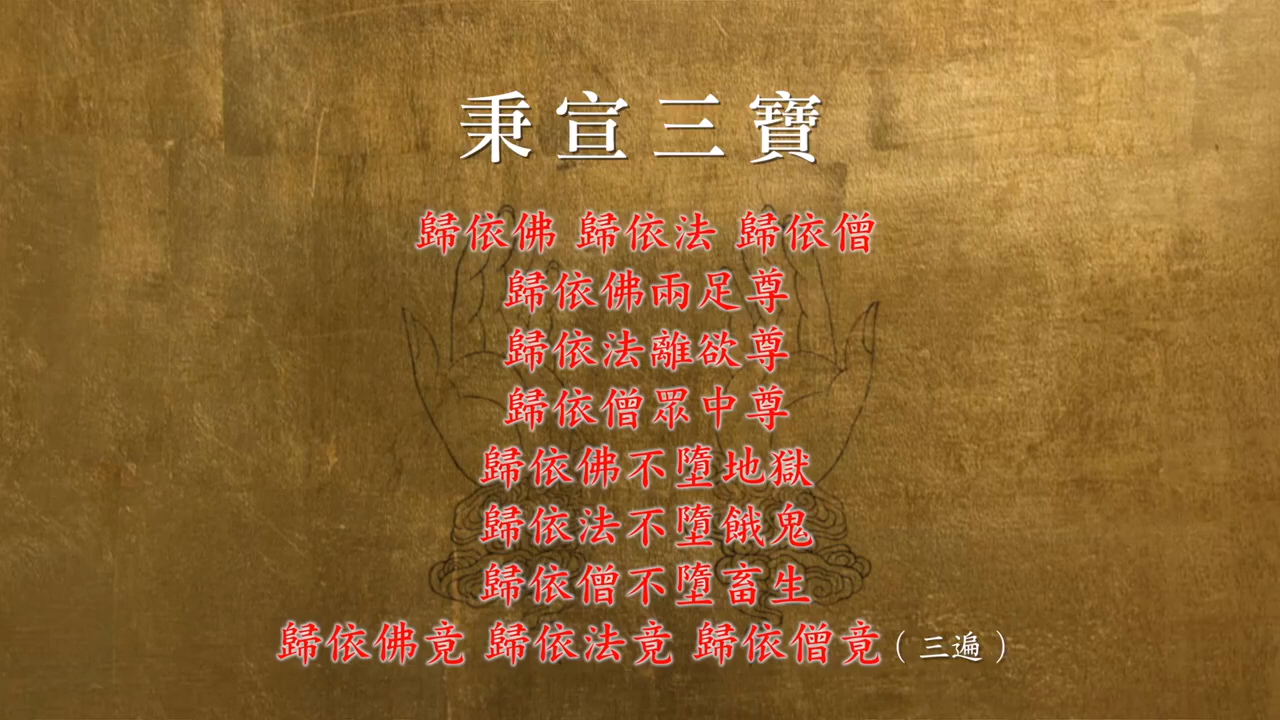 秉宣三寶
歸依佛 歸依法 歸依僧
歸依佛兩足尊
歸依法離欲尊
歸依僧眾中尊
歸依佛不墮地獄
歸依法不墮餓鬼
歸依僧不墮畜生
歸依佛竟 歸依法竟 歸依僧竟（三遍）